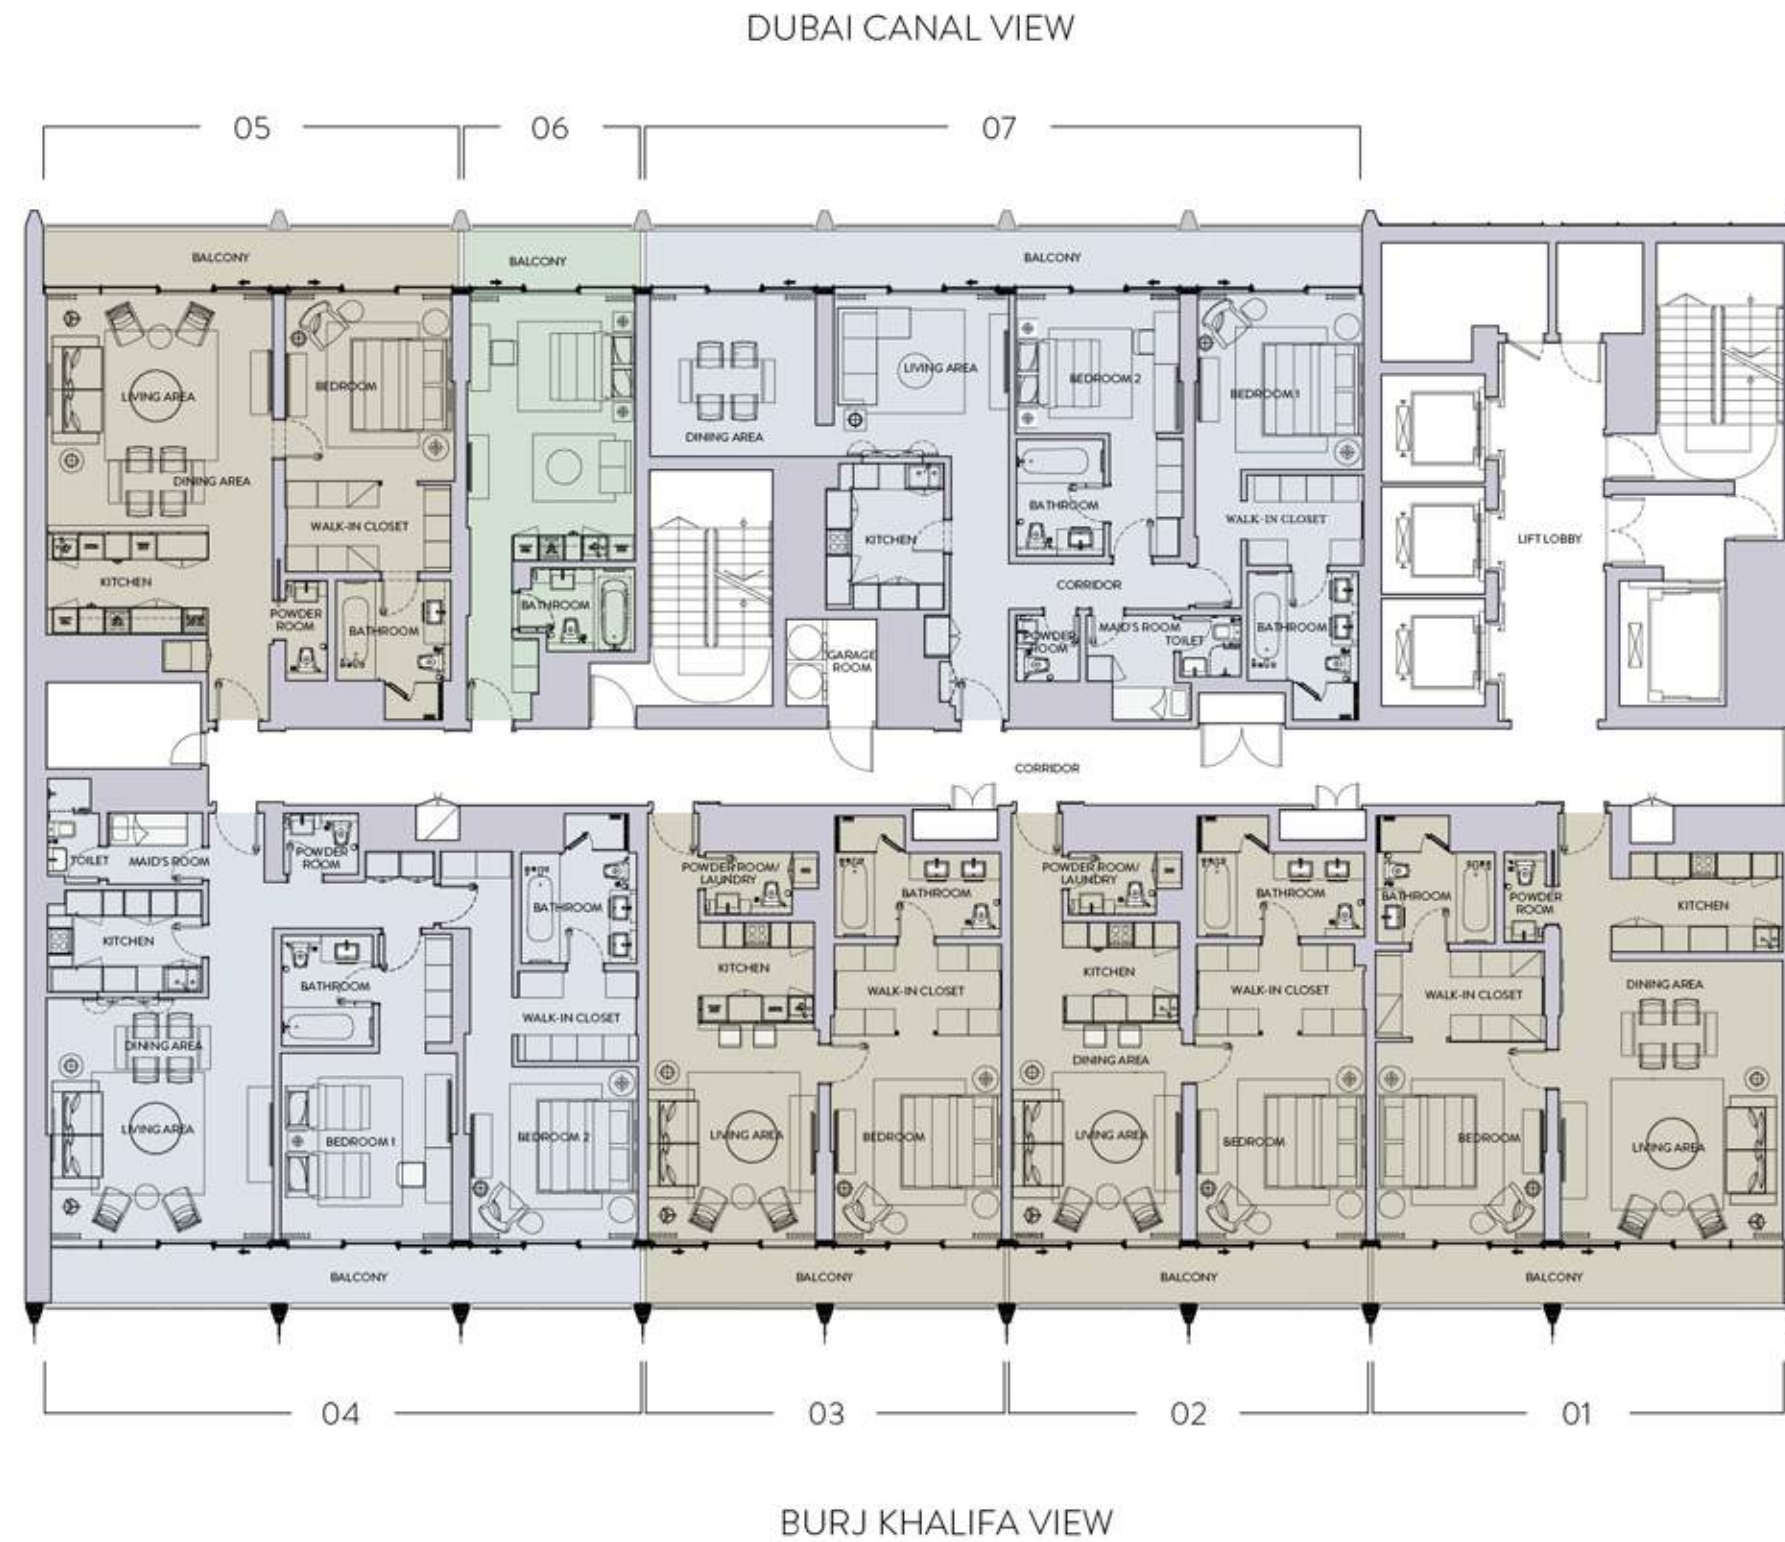 DUBAI CANAL VIEW
05
06
07
BALCONY
BALCONY
BALCONY
LIVING AREA
BEDROOM
DINING AREA
WALK-IN CLOSET
KITCHEN
POWDER
ROOM
BATHROOM
BATHROOM
DINING AREA
LIVING AREA
BEDROOM 2
BEDROOM 1
BATHROOM
WALK-IN CLOSET
KITCHEN
CORRIDOR
POWDER
ROOM
MAID'S ROOM
TOILET
BATHROOM
GARAGE
ROOM
LIFT LOBBY
CORRIDOR
TOILET
MAID'S ROOM
POWDER
ROOM
KITCHEN
BATHROOM
BATHROOM
WALK-IN CLOSET
DINING AREA
LIVING AREA
BEDROOM 1
BEDROOM 2
BALCONY
POWDER ROOM/
LAUNDRY
BATHROOM
KITCHEN
WALK-IN CLOSET
LIVING AREA
BEDROOM
BALCONY
POWDER ROOM/
LAUNDRY
BATHROOM
KITCHEN
WALK-IN CLOSET
DINING AREA
LIVING AREA
BEDROOM
BALCONY
BATHROOM
POWDER
ROOM
KITCHEN
WALK-IN CLOSET
DINING AREA
BEDROOM
LIVING AREA
BALCONY
04
03
02
01
BURJ KHALIFA VIEW